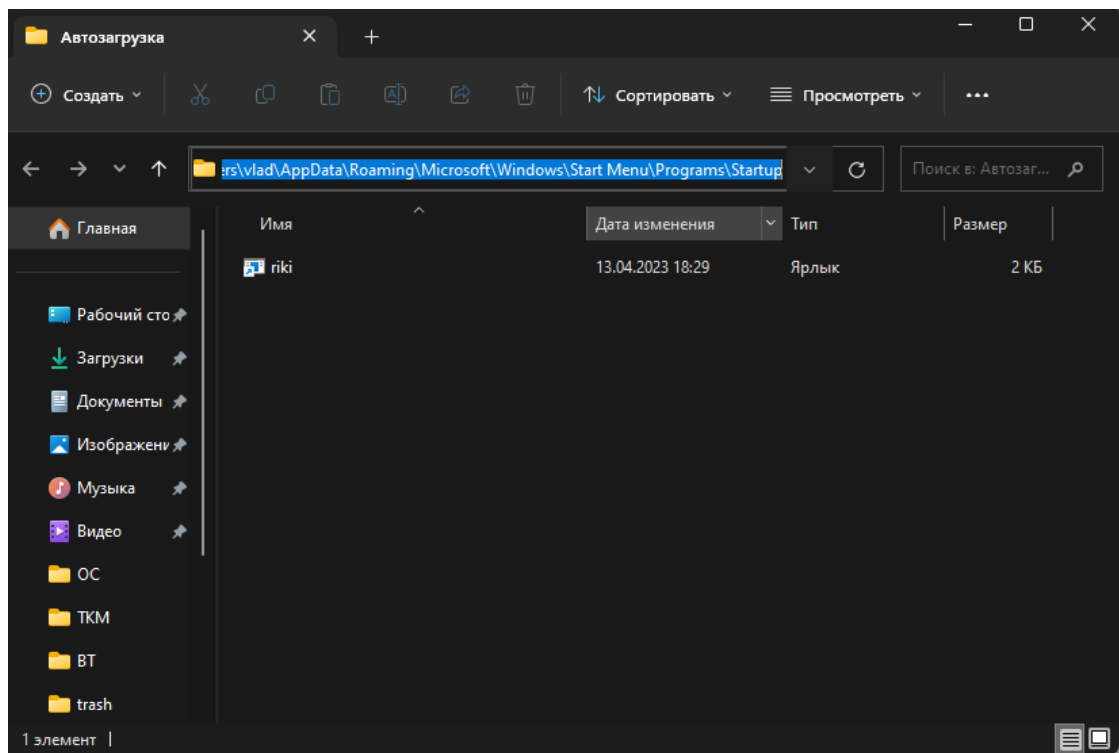 Автозагрузка
Создать
Сортировать
Просмотреть
ers\vlad\AppData\Roaming\Microsoft\Windows\Start Menu\Programs\Startup
Поиск в: Автозаг...
Главная
Имя
Дата изменения
Тип
Размер
riki
13.04.2023 18:29
Ярлык
2 КБ
Рабочий сто
Загрузки
Документы
Изображени
Музыка
Видео
ОС
ТКМ
ВТ
trash
1 элемент